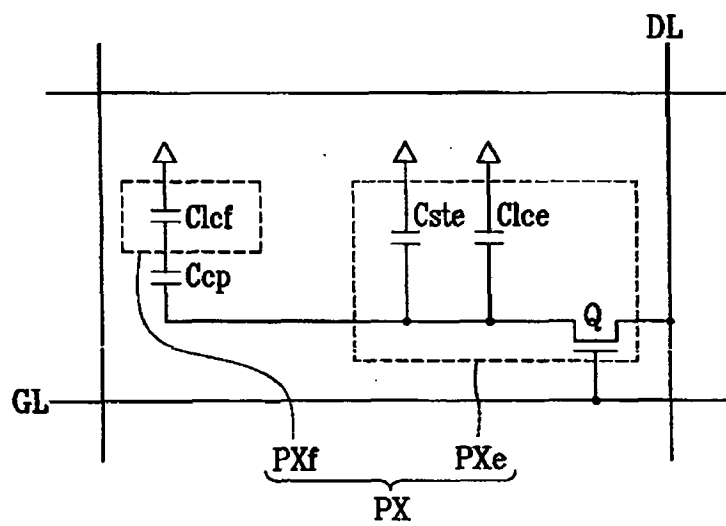 DL
Clcf
Cste
Clce
Ccp
Q
GL
PXf
PXe
PX